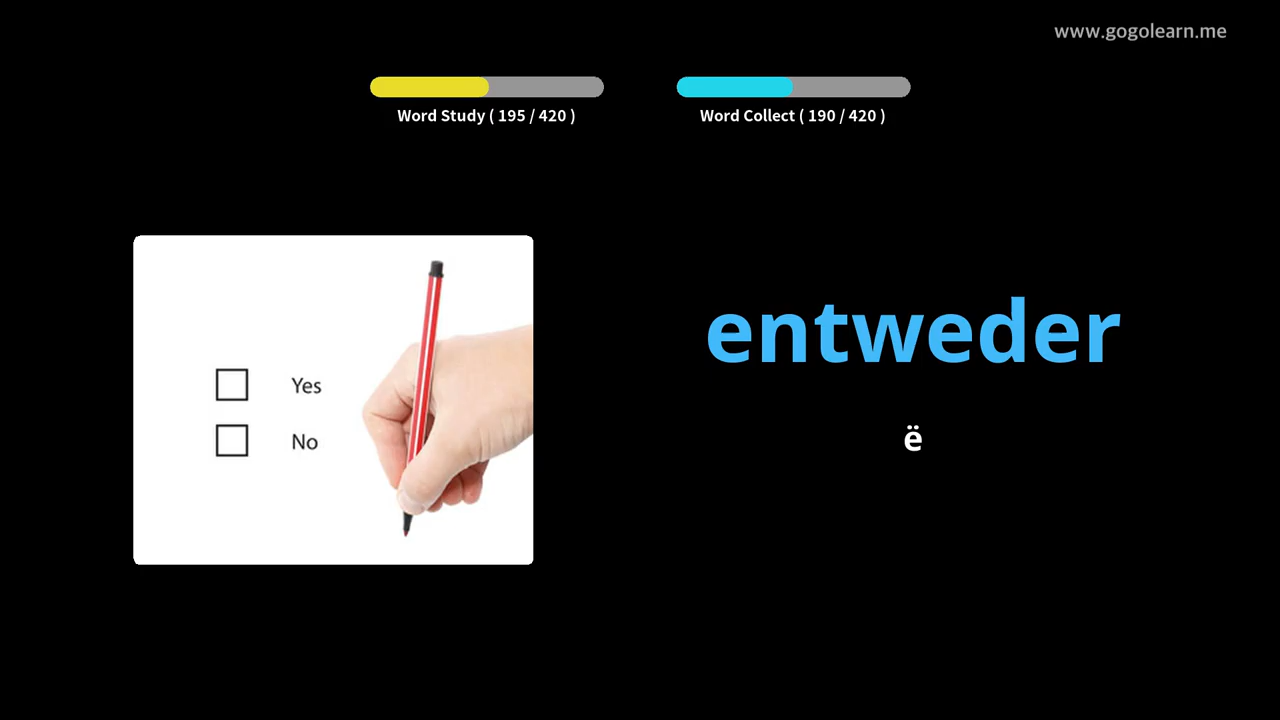 www.gogolearn.me
Word Study ( 195 / 420 )
Word Collect ( 190 / 420 )
entweder
ë
Yes
No